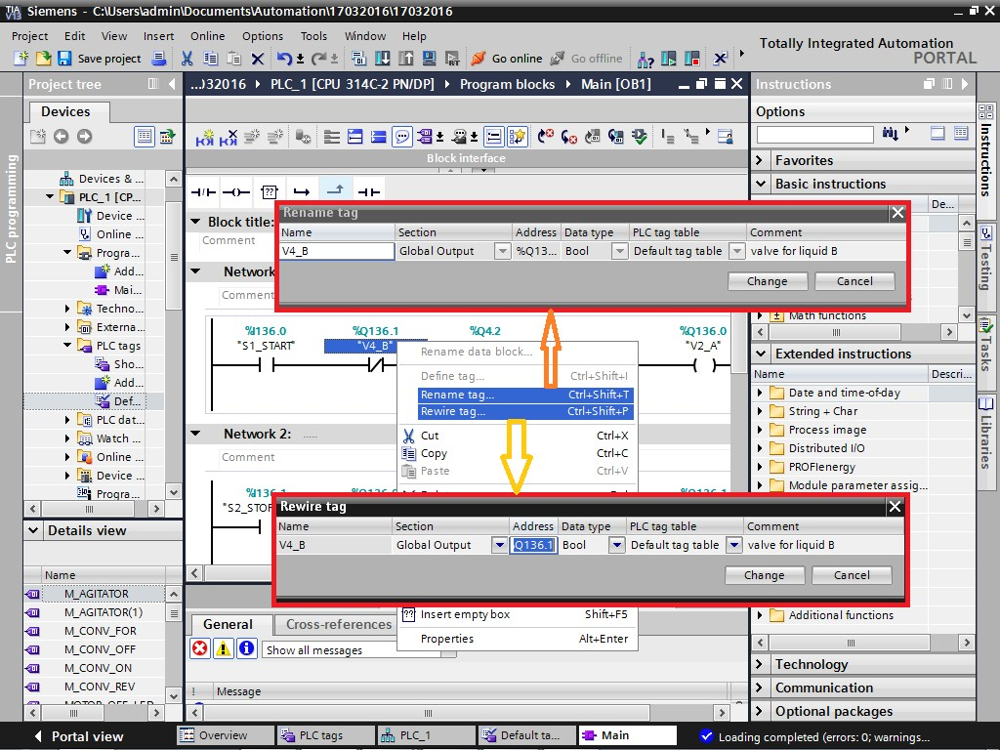 TIA V13 Siemens - C:\Users\admin\Documents\Automation\17032016\17032016
Project Edit View Insert Online Options Tools Window Help
Totally Integrated Automation
PORTAL
Save project
Go online
Go offline
Project tree
Devices
PLC programming
Devices & ...
PLC_1 [CP...
Device ...
Online ...
Progra...
Add...
Mai...
Techno...
Externa...
PLC tags
Sho...
Add...
Def...
PLC dat...
Watch ...
Online ...
Device ...
Progra...
Details view
Name
M_AGITATOR
M_AGITATOR(1)
M_CONV_FOR
M_CONV_OFF
M_CONV_ON
M_CONV_REV
MOTOR_OFF_LED
...)32016 PLC_1 [CPU 314C-2 PN/DP] Program blocks Main [OB1]
Block interface
??
Block title:
Comment
Network
Comment
%I136.0 %Q136.1 %Q4.2 %Q136.0
"S1_START" "V4_B" "V2_A"
Network 2: .....
Comment
%I136.1
"S2_STOP
Rename tag
Name Section Address Data type PLC tag table Comment
V4_B Global Output %Q13... Bool Default tag table valve for liquid B
Change Cancel
Rename data block...
Define tag... Ctrl+Shift+I
Rename tag... Ctrl+Shift+T
Rewire tag... Ctrl+Shift+P
Cut Ctrl+X
Copy Ctrl+C
Paste Ctrl+V
Rewire tag
Name Section Address Data type PLC tag table Comment
V4_B Global Output Q136.1 Bool Default tag table valve for liquid B
Change Cancel
?? Insert empty box Shift+F5
Properties Alt+Enter
General Cross-references
Show all messages
! Message
Instructions
Options
Favorites
Basic instructions
De...
Math functions
Extended instructions
Name Descri...
Date and time-of-day
String + Char
Process image
Distributed I/O
PROFIenergy
Module parameter assig...
Additional functions
Technology
Communication
Optional packages
Instructions
Testing
Tasks
Libraries
Portal view
Overview
PLC tags
PLC_1
Default ta...
Main
Loading completed (errors: 0; warnings...